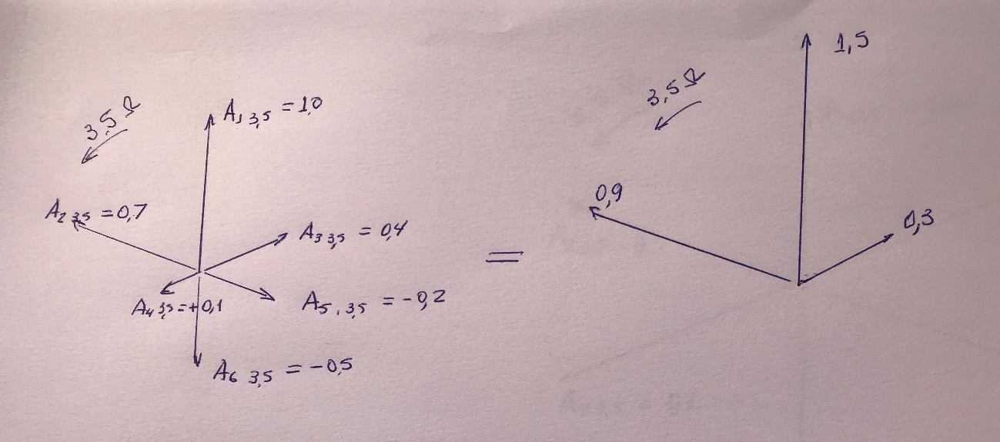 3,5 Ω
A1 3,5 = 1,0
A2 3,5 = 0,7
A3 3,5 = 0,4
A4 3,5 = +0,1
A5, 3,5 = -0,2
A6 3,5 = -0,5
=
3,5 Ω
1,5
0,9
0,3